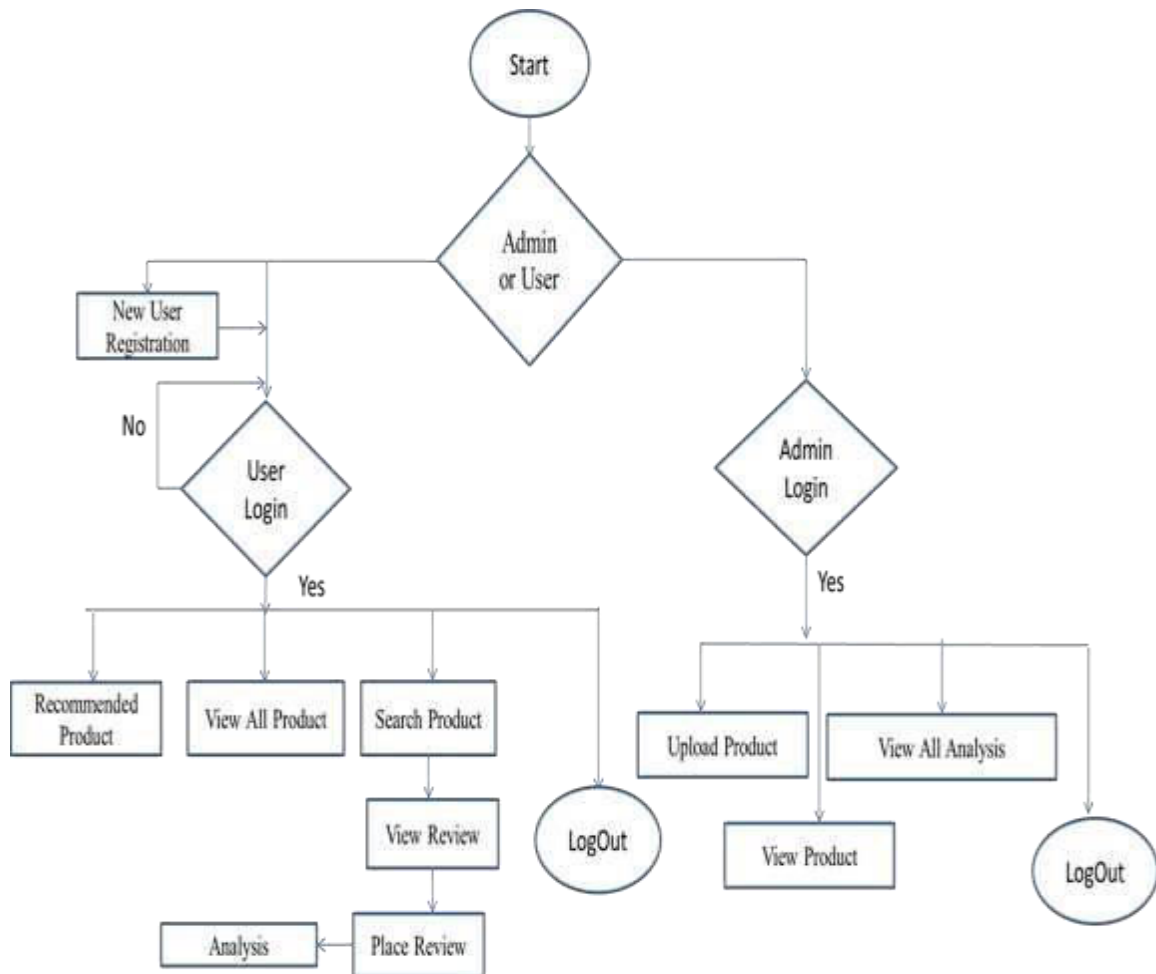 Start
Admin
or User
New User
Registration
No
User
Login
Admin
Login
Yes
Yes
Recommended
Product
View All Product
Search Product
Upload Product
View All Analysis
View Review
LogOut
View Product
LogOut
Analysis
Place Review